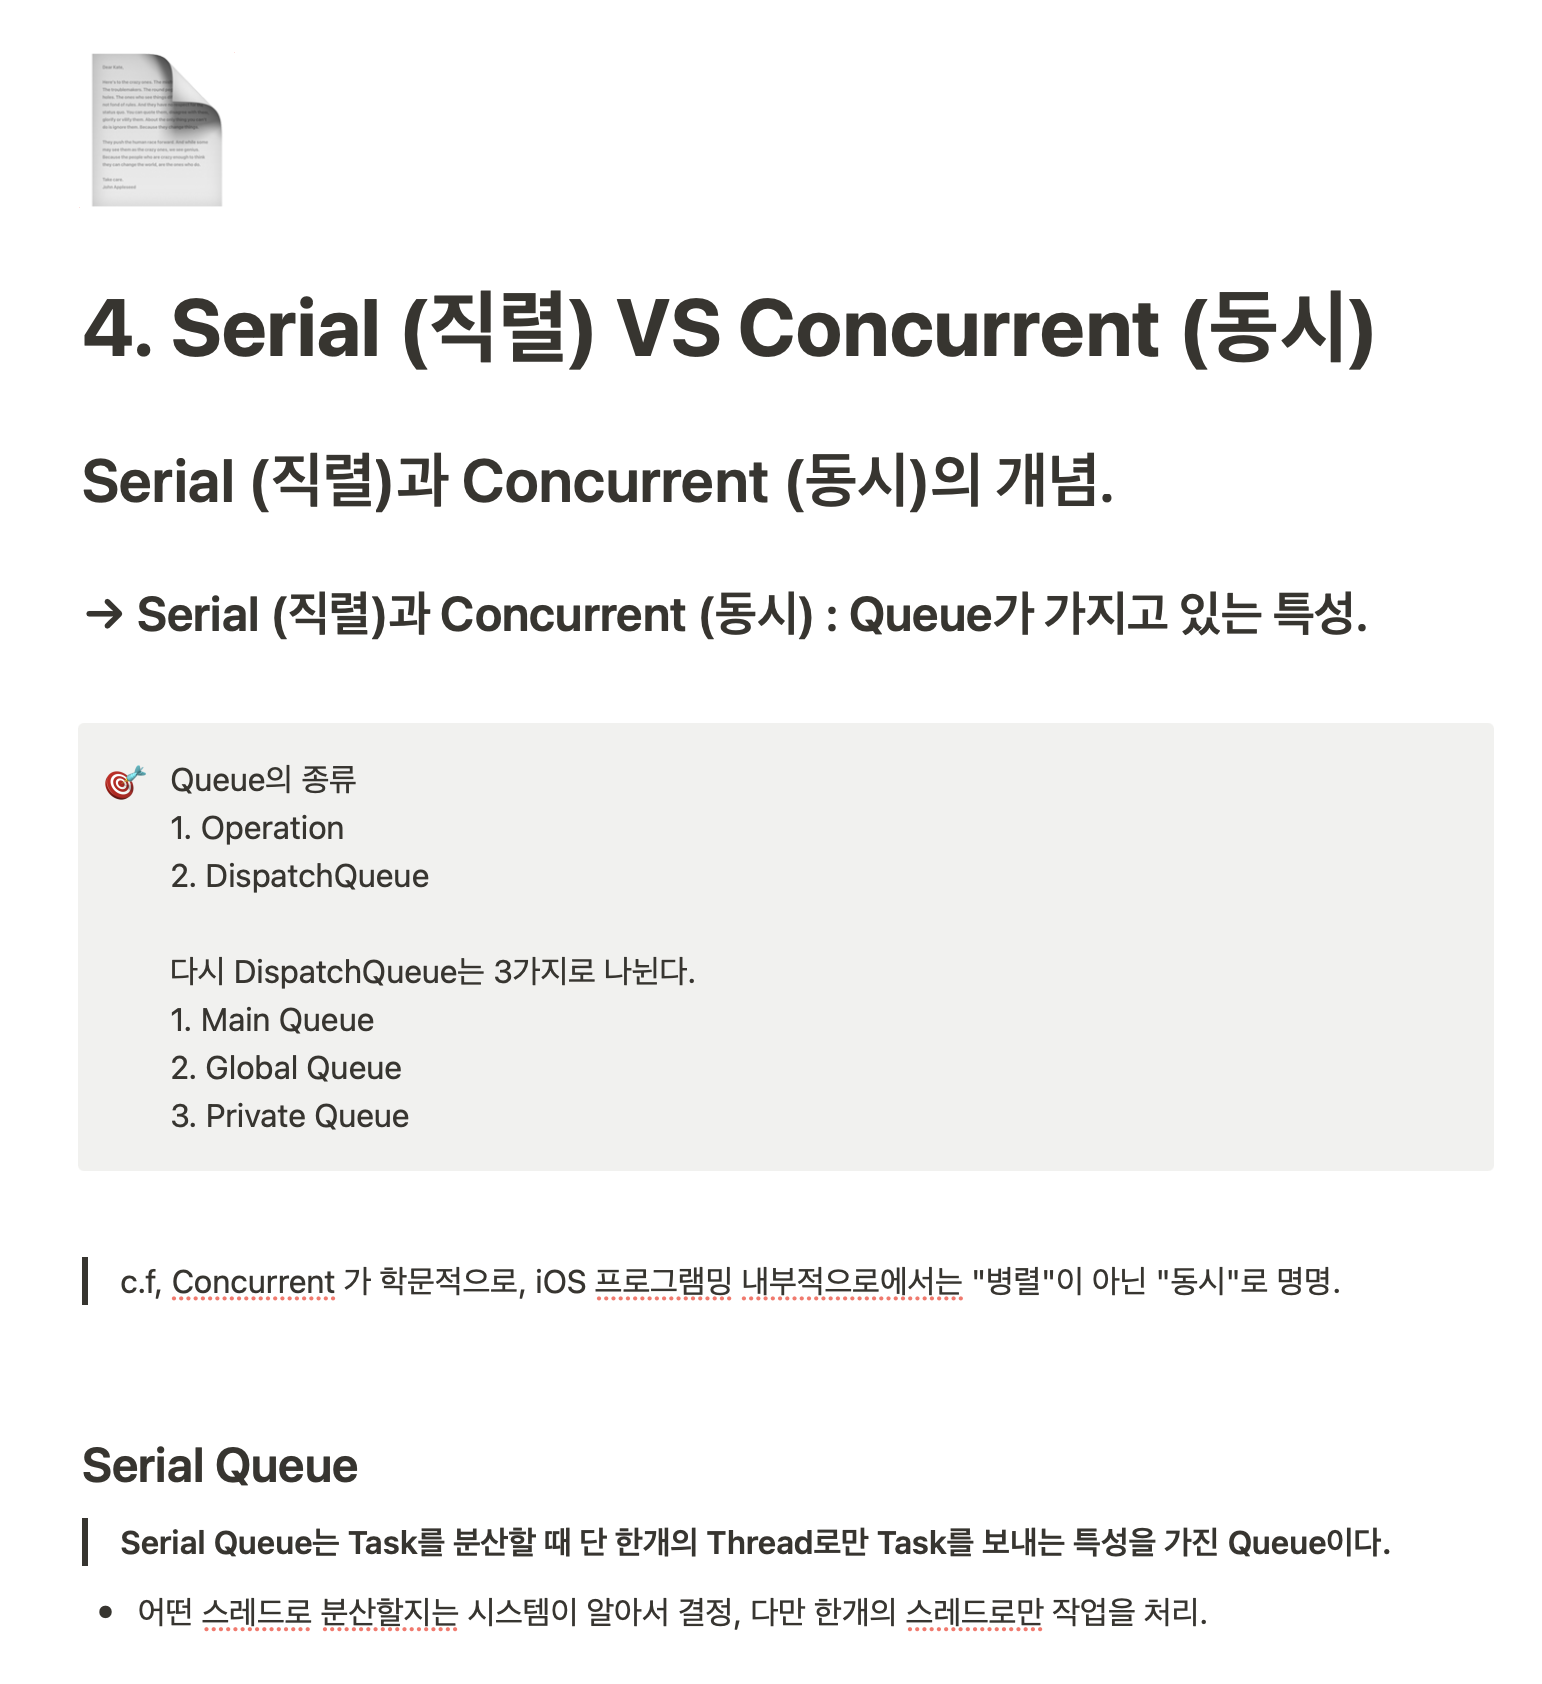 4. Serial (직렬) VS Concurrent (동시)
Serial (직렬)과 Concurrent (동시)의 개념.
→ Serial (직렬)과 Concurrent (동시) : Queue가 가지고 있는 특성.
Queue의 종류
1. Operation
2. DispatchQueue
다시 DispatchQueue는 3가지로 나뉜다.
1. Main Queue
2. Global Queue
3. Private Queue
c.f, Concurrent 가 학문적으로, iOS 프로그램밍 내부적으로에서는 "병렬"이 아닌 "동시"로 명명.
Serial Queue
Serial Queue는 Task를 분산할 때 단 한개의 Thread로만 Task를 보내는 특성을 가진 Queue이다.
• 어떤 스레드로 분산할지는 시스템이 알아서 결정, 다만 한개의 스레드로만 작업을 처리.